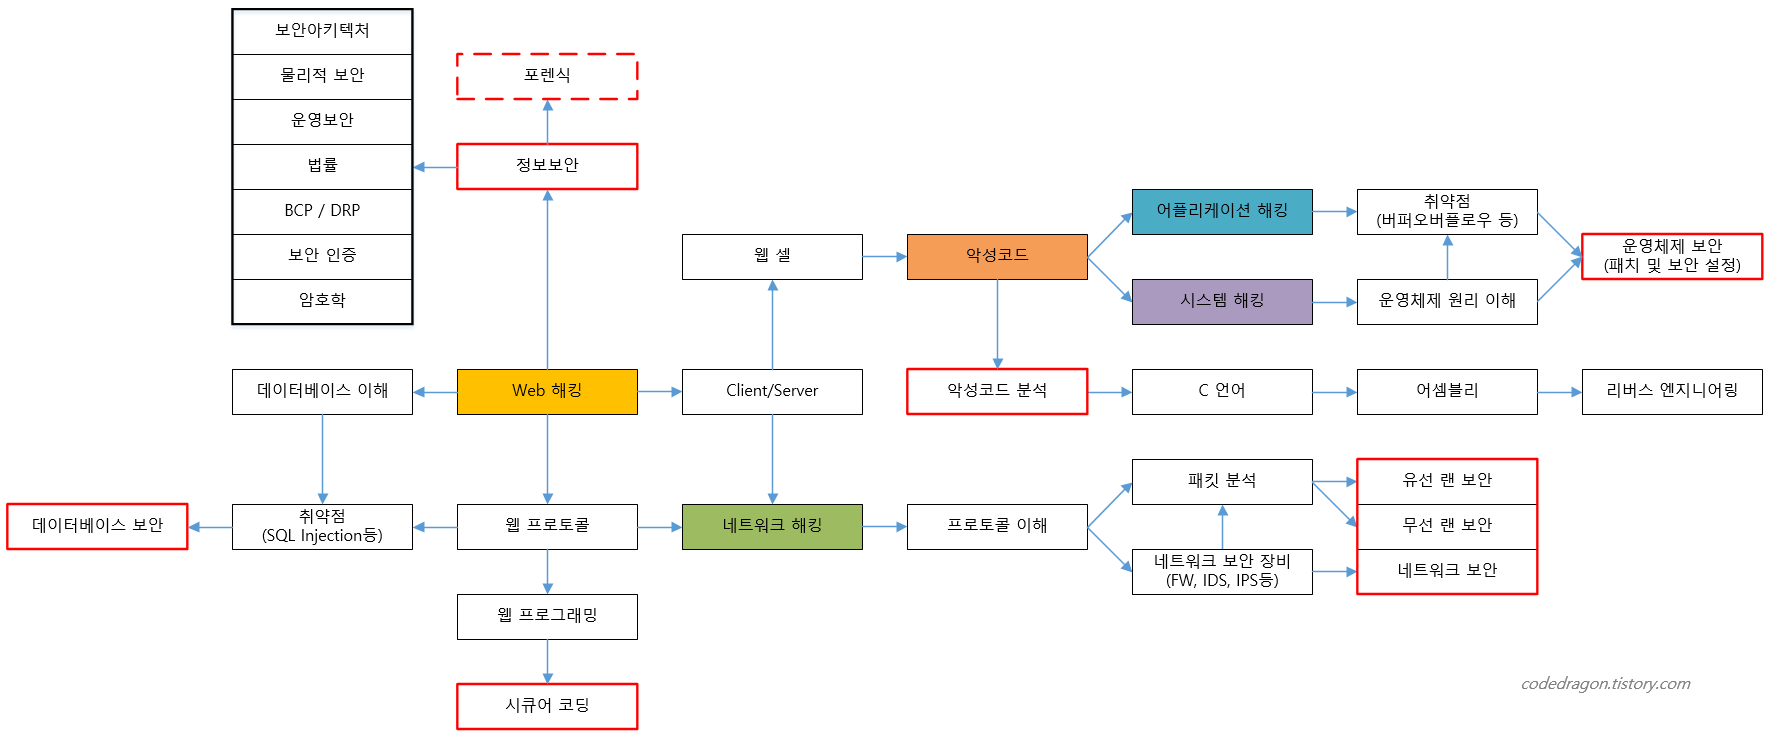 보안아키텍처
물리적 보안
운영보안
법률
BCP / DRP
보안 인증
암호학
포렌식
정보보안
웹 셀
악성코드
어플리케이션 해킹
시스템 해킹
취약점
(버퍼오버플로우 등)
운영체제 원리 이해
운영체제 보안
(패치 및 보안 설정)
데이터베이스 이해
Web 해킹
Client/Server
악성코드 분석
C 언어
어셈블리
리버스 엔지니어링
데이터베이스 보안
취약점
(SQL Injection등)
웹 프로토콜
네트워크 해킹
프로토콜 이해
패킷 분석
네트워크 보안 장비
(FW, IDS, IPS등)
유선 랜 보안
무선 랜 보안
네트워크 보안
웹 프로그래밍
시큐어 코딩
codedragon.tistory.com